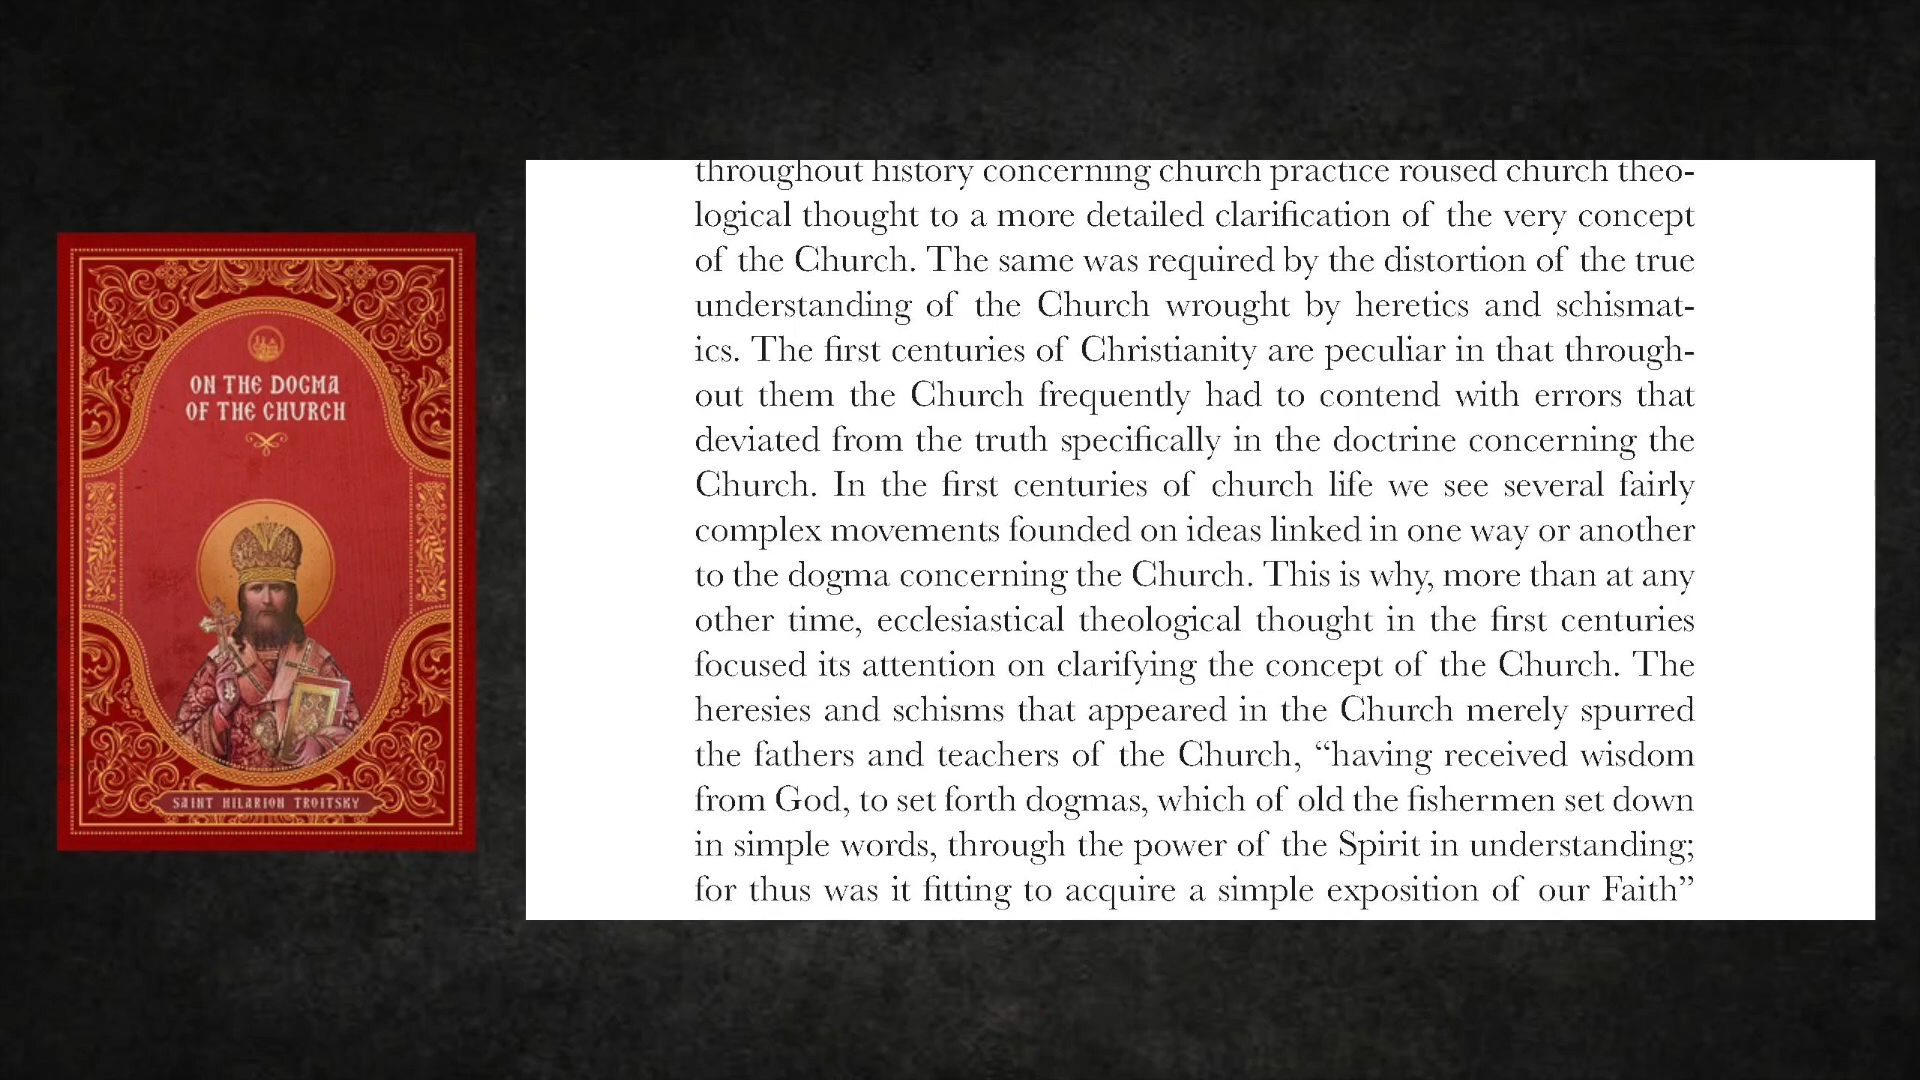 ON THE DOGMA
OF THE CHURCH
SAINT HILARION TROITSKY
throughout history concerning church practice roused church theo-
logical thought to a more detailed clarification of the very concept
of the Church. The same was required by the distortion of the true
understanding of the Church wrought by heretics and schismat-
ics. The first centuries of Christianity are peculiar in that through-
out them the Church frequently had to contend with errors that
deviated from the truth specifically in the doctrine concerning the
Church. In the first centuries of church life we see several fairly
complex movements founded on ideas linked in one way or another
to the dogma concerning the Church. This is why, more than at any
other time, ecclesiastical theological thought in the first centuries
focused its attention on clarifying the concept of the Church. The
heresies and schisms that appeared in the Church merely spurred
the fathers and teachers of the Church, “having received wisdom
from God, to set forth dogmas, which of old the fishermen set down
in simple words, through the power of the Spirit in understanding;
for thus was it fitting to acquire a simple exposition of our Faith”